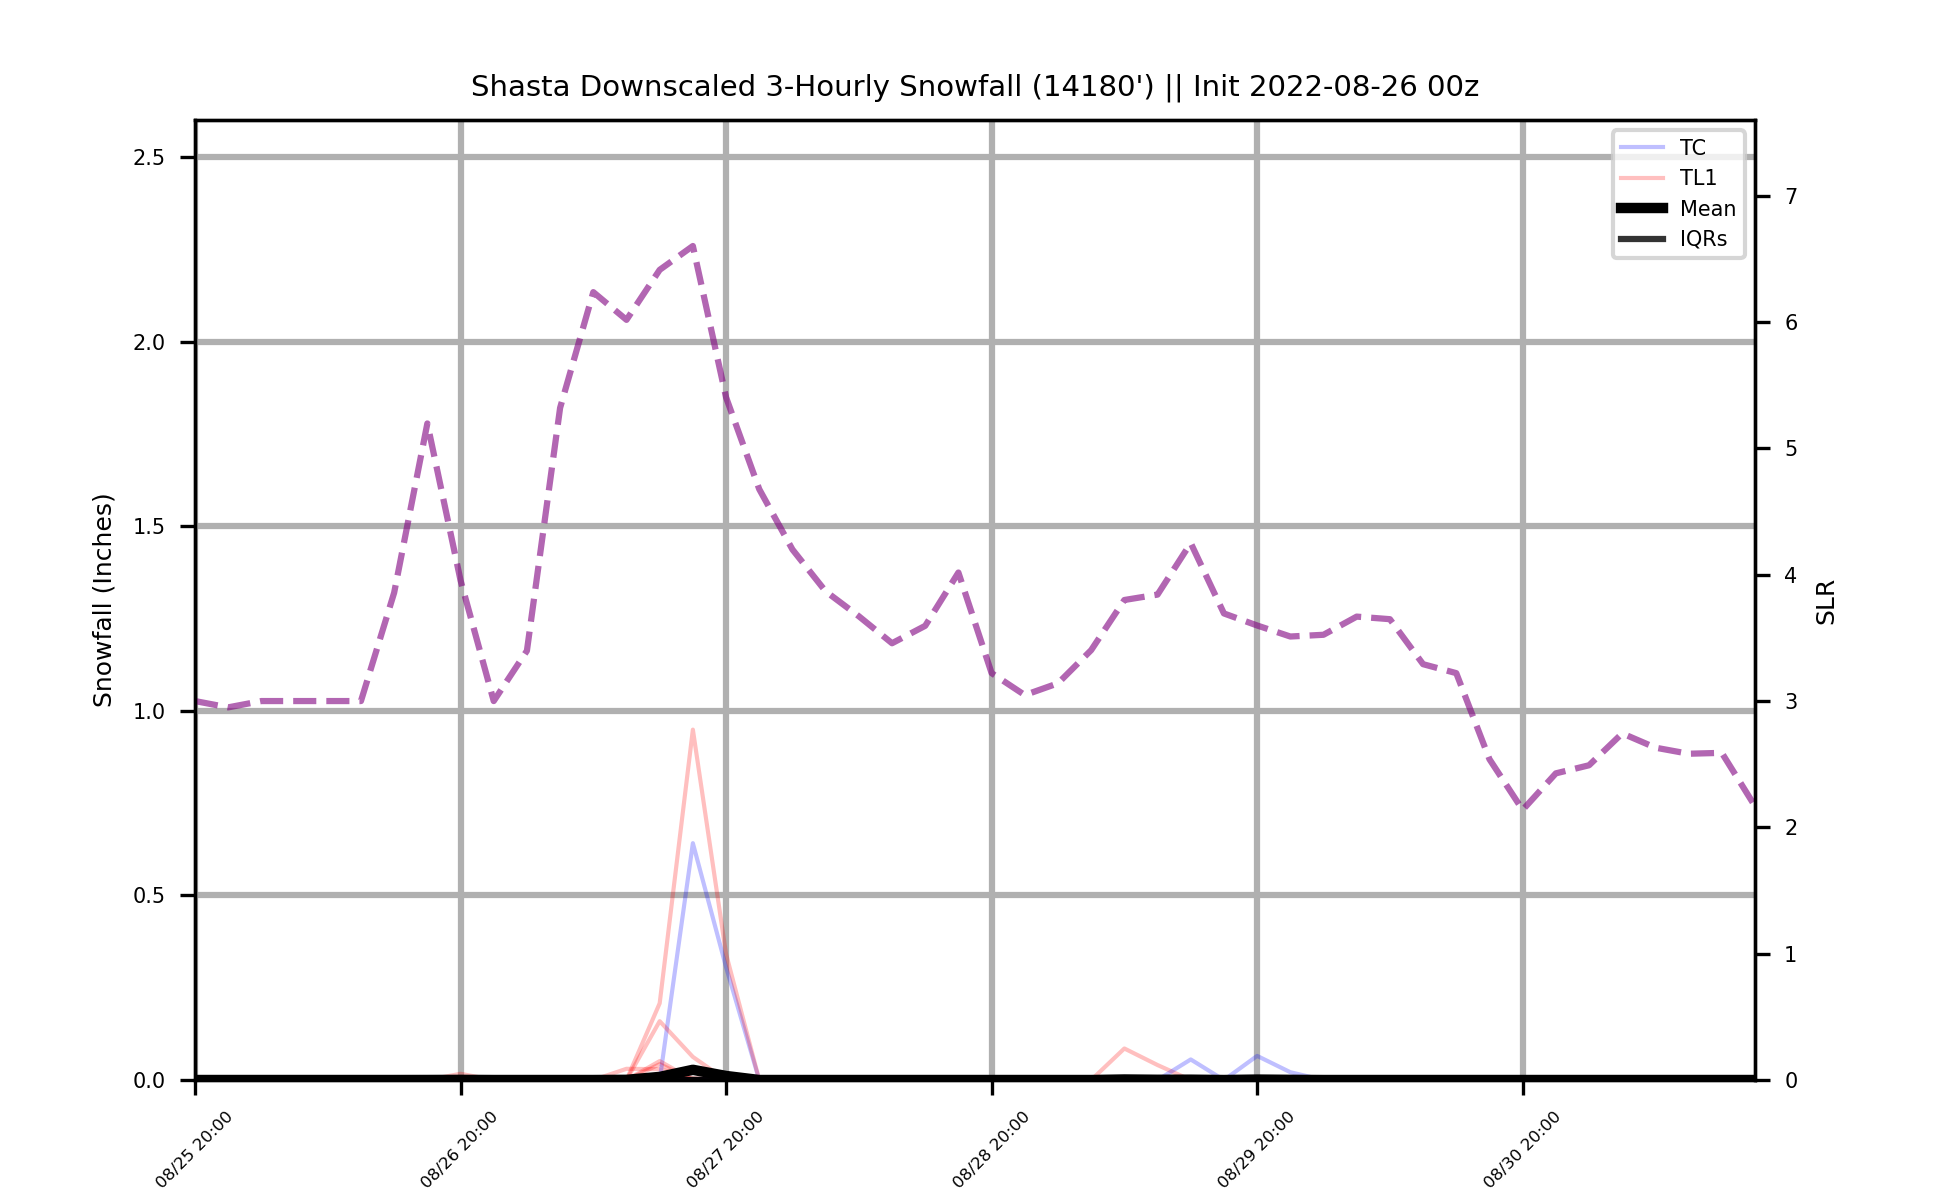 Shasta Downscaled 3-Hourly Snowfall (14180') || Init 2022-08-26 00z
TC
TL1
Mean
IQRs
Snowfall (Inches)
2.5
2.0
1.5
1.0
0.5
0.0
7
6
5
4
3
2
1
0
SLR
08/25 20:00
08/26 20:00
08/27 20:00
08/28 20:00
08/29 20:00
08/30 20:00